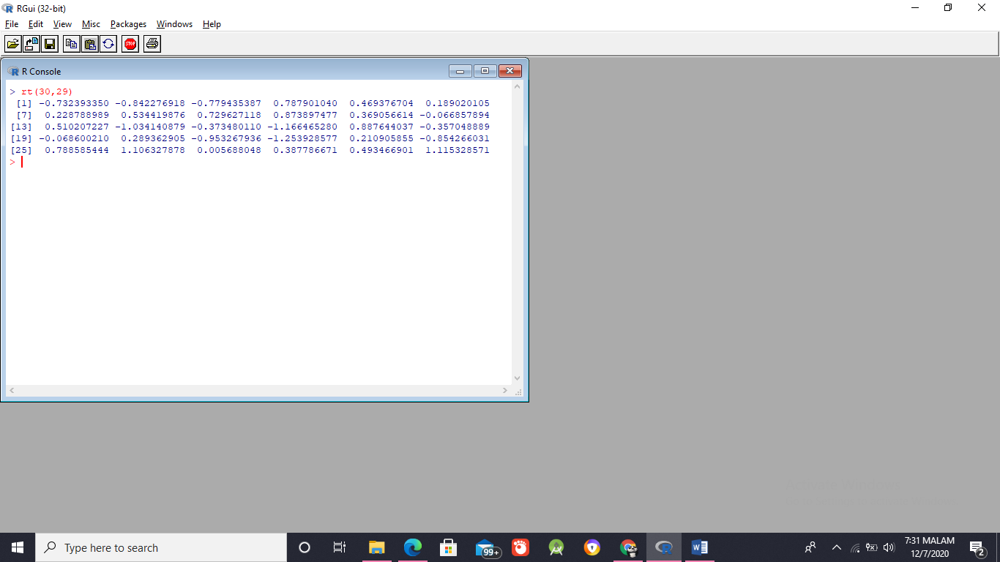 RGui (32-bit)
File Edit View Misc Packages Windows Help
STOP
R Console
> rt(30,29)
[1] -0.732393350 -0.842276918 -0.779435387 0.787901040 0.469376704 0.189020105
[7] 0.228788989 0.534419876 0.729627118 0.873897477 0.369056614 -0.066857894
[13] 0.510207227 -1.034140879 -0.373480110 -1.166465280 0.887644037 -0.357048889
[19] -0.068600210 0.289362905 -0.953267936 -1.253928577 0.210905855 -0.854266031
[25] 0.788585444 1.106327878 0.005688048 0.387786671 0.493466901 1.115328571
>
Type here to search
99+
7:31 MALAM
12/7/2020
2